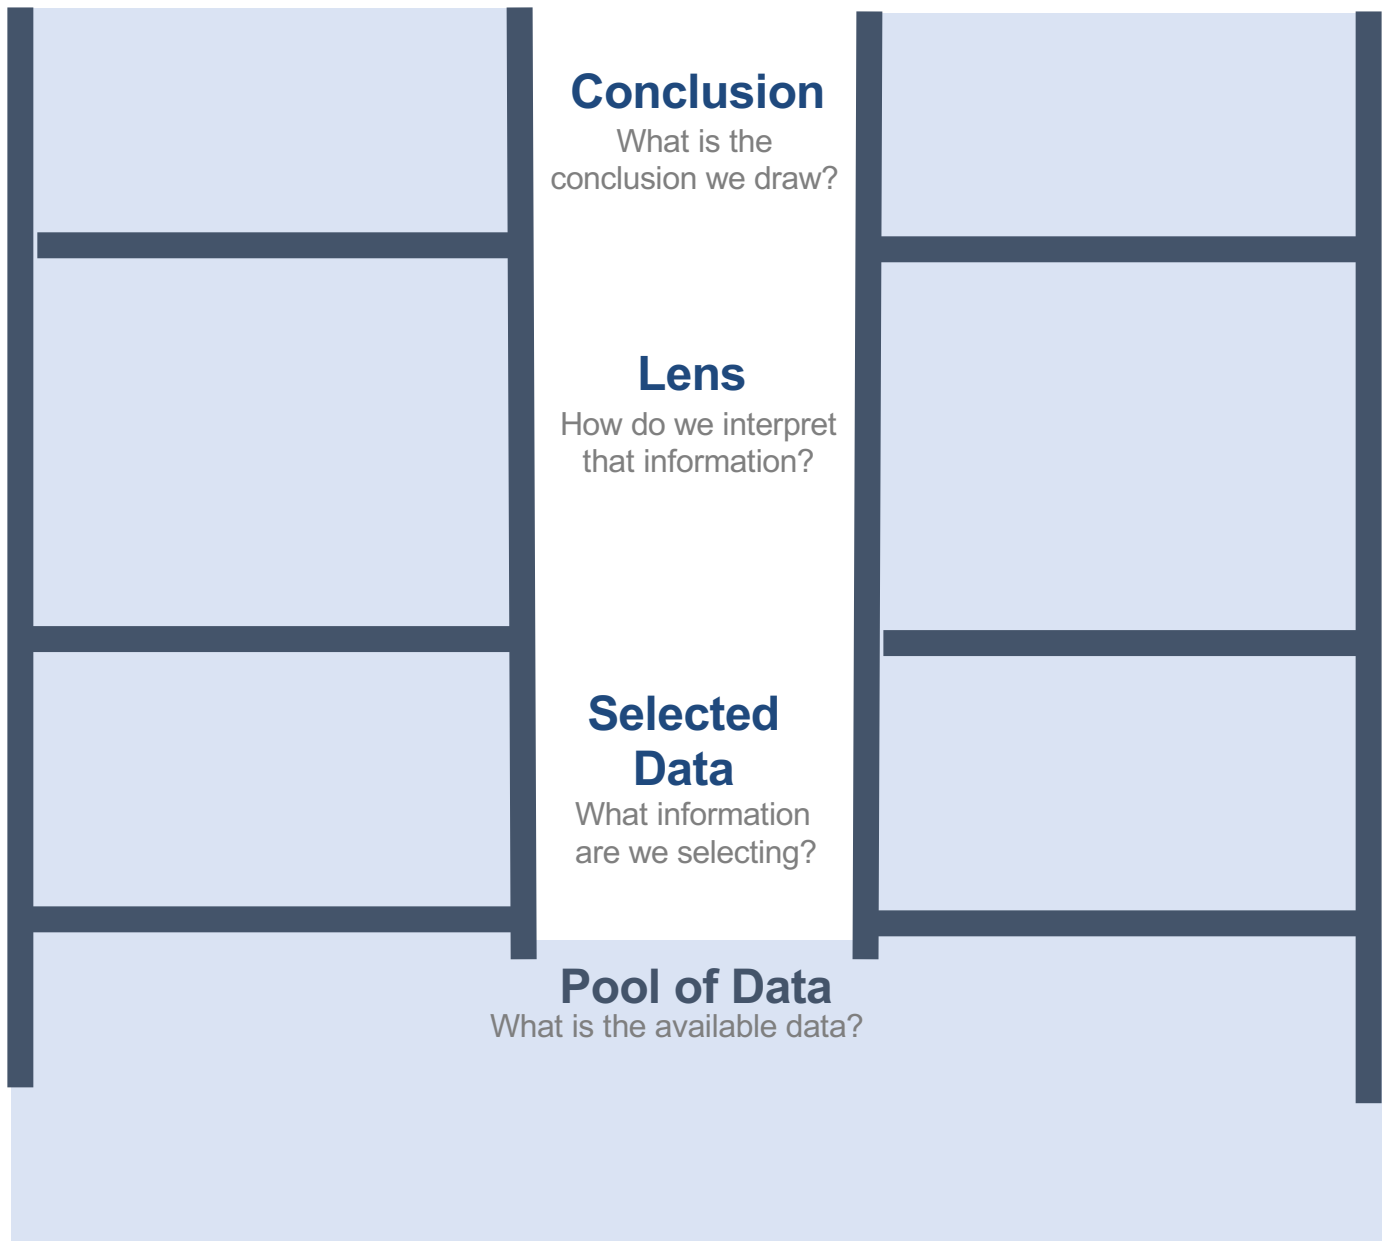 Conclusion
What is the
conclusion we draw?
Lens
How do we interpret
that information?
Selected
Data
What information
are we selecting?
Pool of Data
What is the available data?